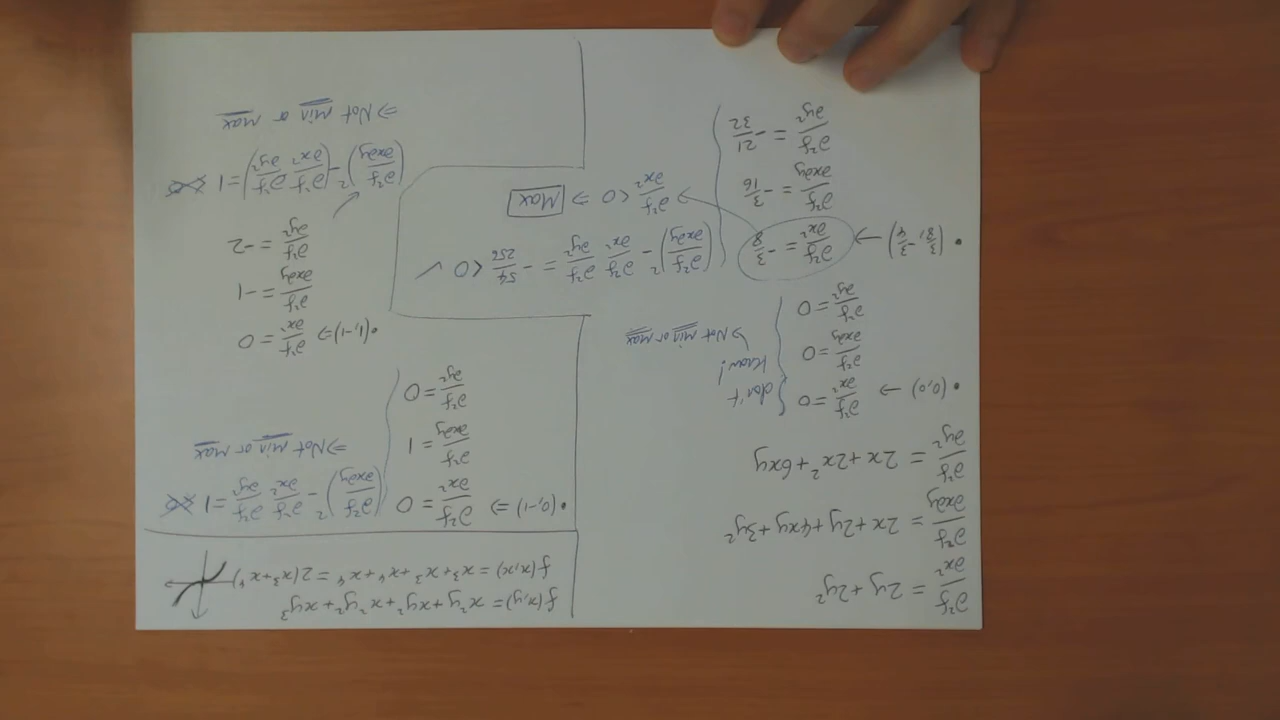 ∂²f/∂x² = 2y + 2y²
∂²f/∂x∂y = 2x + 2y + 4xy + 3y²
∂²f/∂y² = 2x + 2x² + 6xy
• (0,0) → ∂²f/∂x² = 0
∂²f/∂x∂y = 0
∂²f/∂y² = 0
don't
know!
⇒ Not min or max
• (3/8, -3/4) ← ∂²f/∂x² = -3/8
∂²f/∂x∂y = -3/16
∂²f/∂y² = -21/32
(∂²f/∂x∂y)² - ∂²f/∂x² ∂²f/∂y² = -54/256 < 0 ✓
∂²f/∂x² < 0 ⇒ Max
f(x,y) = x²y + xy² + x²y² + xy³
f(x,x) = x³ + x³ + x⁴ + x⁴ = 2(x³ + x⁴)
• (0,-1) ⇒ ∂²f/∂x² = 0
∂²f/∂x∂y = 1
∂²f/∂y² = 0
(∂²f/∂x∂y)² - ∂²f/∂x² ∂²f/∂y² = 1
⇒ Not min or max
• (1,-1) ⇒ ∂²f/∂x² = 0
∂²f/∂x∂y = -1
∂²f/∂y² = -2
(∂²f/∂x∂y)² - (∂²f/∂x² ∂²f/∂y²) = 1
⇒ Not min or max